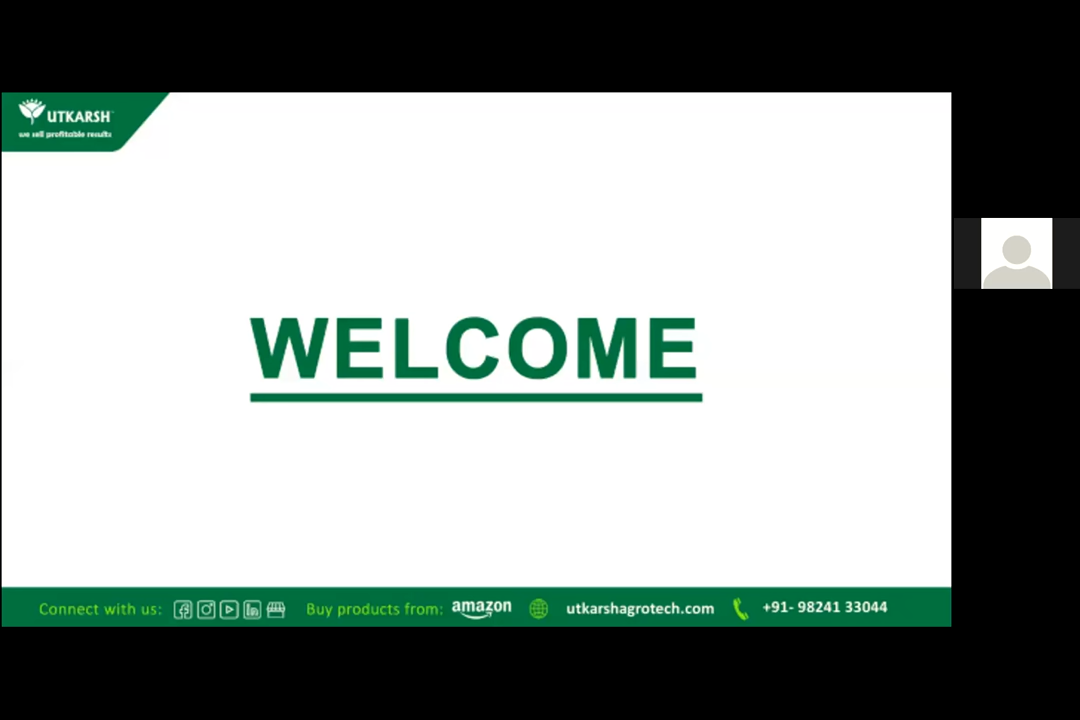 UTKARSH
we sell profitable results
WELCOME
Connect with us: Buy products from: amazon utkarshagrotech.com +91- 98241 33044